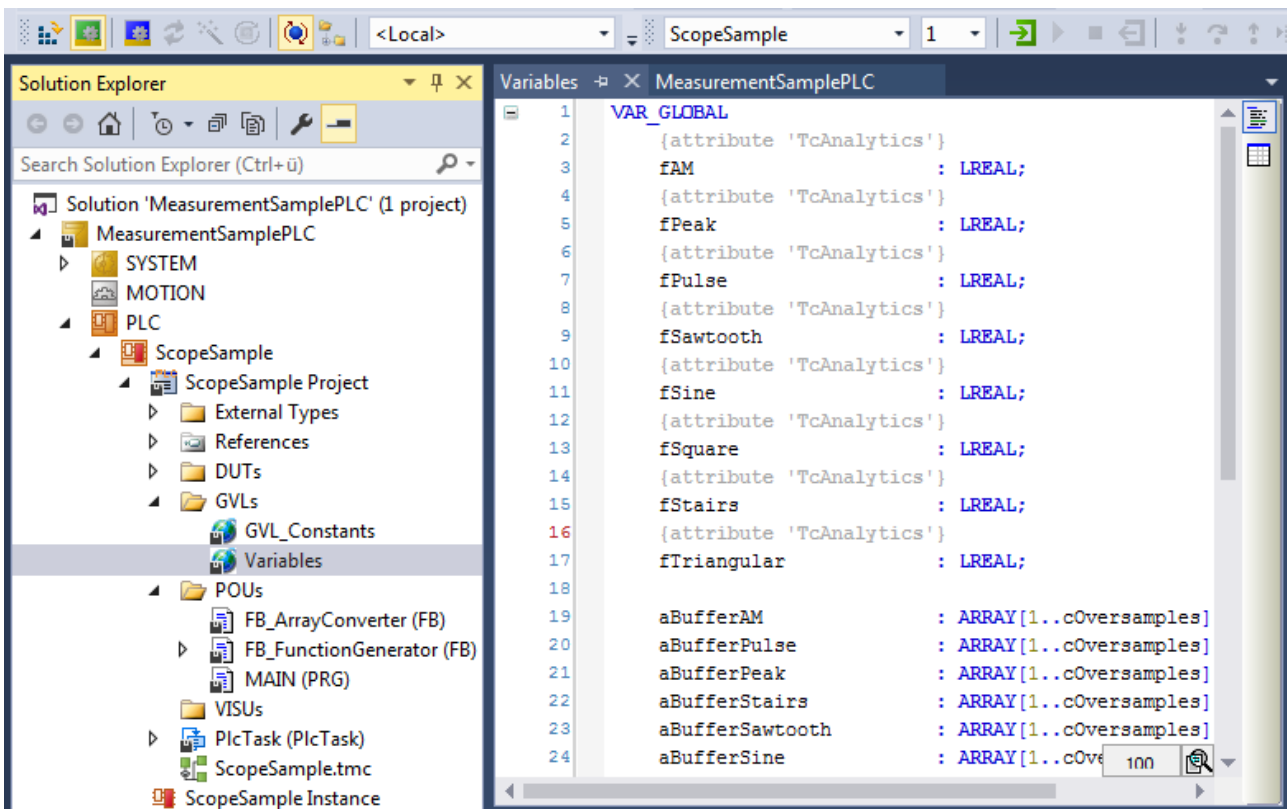 <Local> ScopeSample 1
Solution Explorer
Search Solution Explorer (Ctrl+ü)
Solution 'MeasurementSamplePLC' (1 project)
MeasurementSamplePLC
SYSTEM
MOTION
PLC
ScopeSample
ScopeSample Project
External Types
References
DUTs
GVLs
GVL_Constants
Variables
POUs
FB_ArrayConverter (FB)
FB_FunctionGenerator (FB)
MAIN (PRG)
VISUs
PlcTask (PlcTask)
ScopeSample.tmc
ScopeSample Instance
Variables MeasurementSamplePLC
1 VAR_GLOBAL
2 {attribute 'TcAnalytics'}
3 fAM : LREAL;
4 {attribute 'TcAnalytics'}
5 fPeak : LREAL;
6 {attribute 'TcAnalytics'}
7 fPulse : LREAL;
8 {attribute 'TcAnalytics'}
9 fSawtooth : LREAL;
10 {attribute 'TcAnalytics'}
11 fSine : LREAL;
12 {attribute 'TcAnalytics'}
13 fSquare : LREAL;
14 {attribute 'TcAnalytics'}
15 fStairs : LREAL;
16 {attribute 'TcAnalytics'}
17 fTriangular : LREAL;
18
19 aBufferAM : ARRAY[1..cOversamples]
20 aBufferPulse : ARRAY[1..cOversamples]
21 aBufferPeak : ARRAY[1..cOversamples]
22 aBufferStairs : ARRAY[1..cOversamples]
23 aBufferSawtooth : ARRAY[1..cOversamples]
24 aBufferSine : ARRAY[1..cOve
100